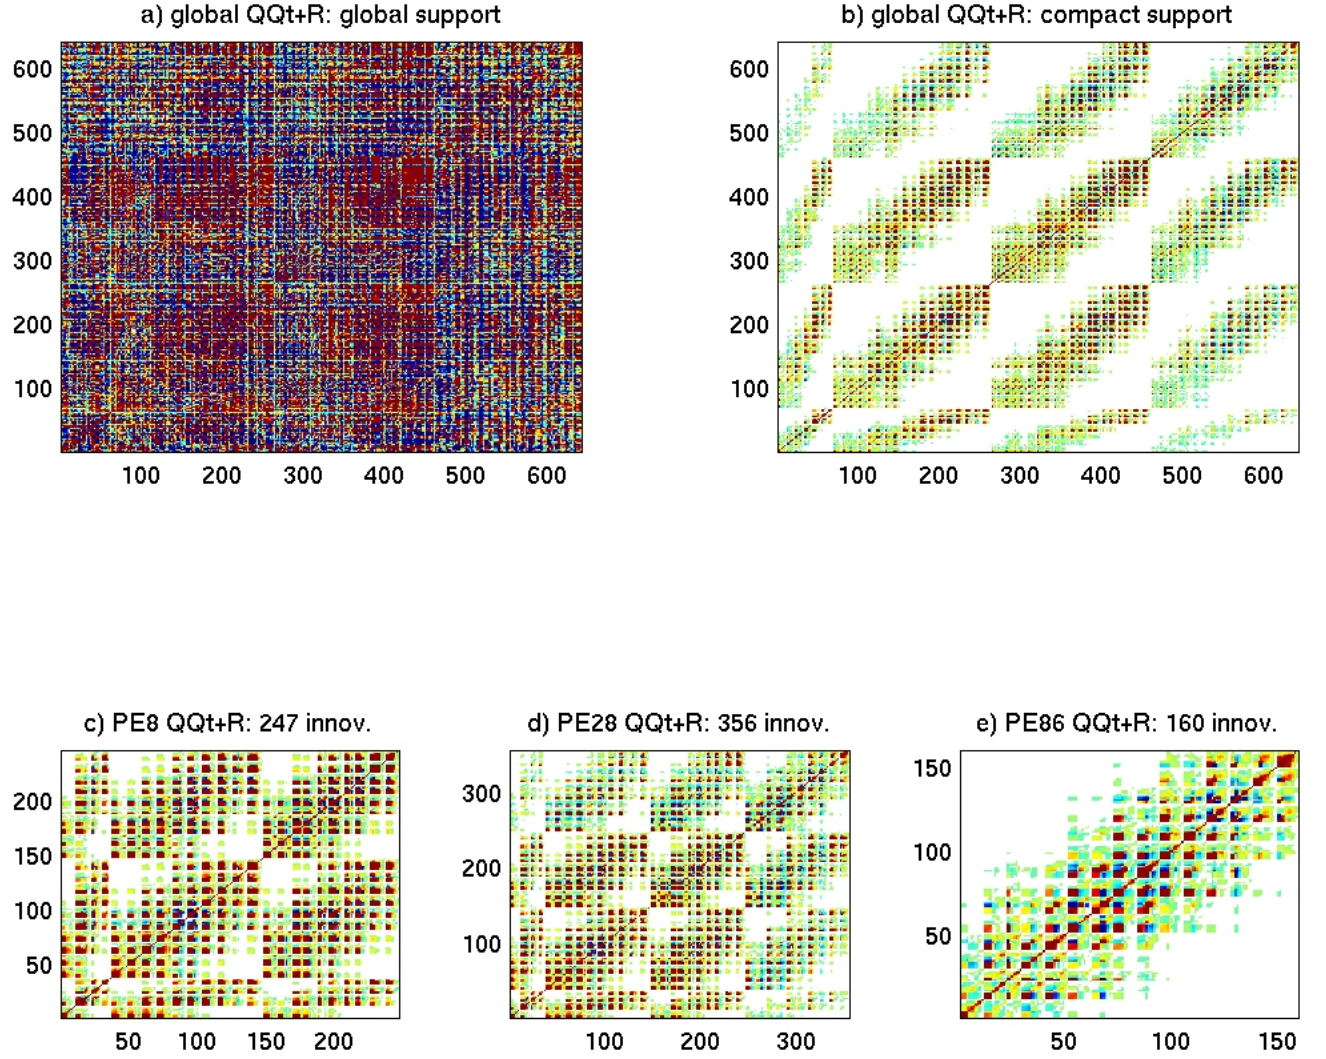 a) global QQt+R: global support
b) global QQt+R: compact support
600
500
400
300
200
100
100 200 300 400 500 600
600
500
400
300
200
100
100 200 300 400 500 600
c) PE8 QQt+R: 247 innov.
d) PE28 QQt+R: 356 innov.
e) PE86 QQt+R: 160 innov.
200
150
100
50
50 100 150 200
300
200
100
100 200 300
150
100
50
50 100 150